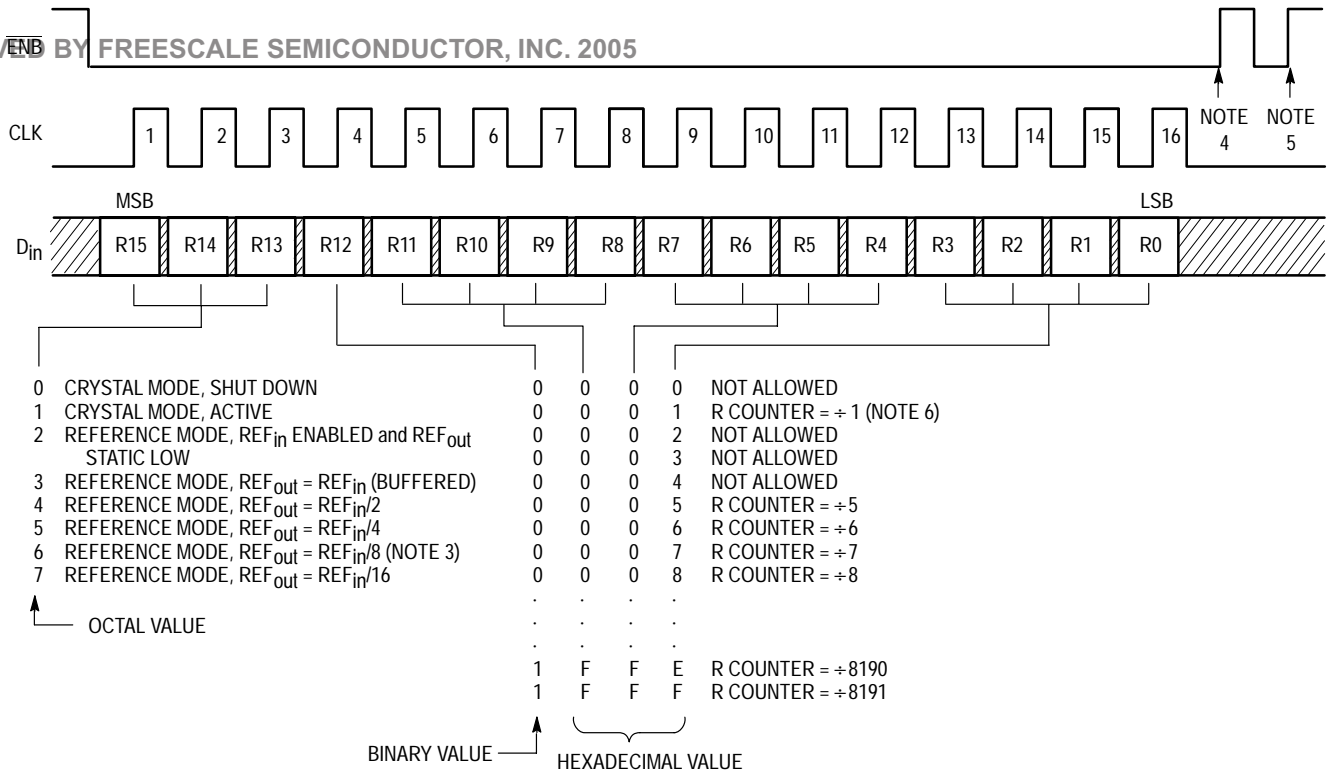 ENB
VED BY FREESCALE SEMICONDUCTOR, INC. 2005
NOTE 4
NOTE 5
CLK
1 2 3 4 5 6 7 8 9 10 11 12 13 14 15 16
MSB LSB
Din R15 R14 R13 R12 R11 R10 R9 R8 R7 R6 R5 R4 R3 R2 R1 R0
0 CRYSTAL MODE, SHUT DOWN
1 CRYSTAL MODE, ACTIVE
2 REFERENCE MODE, REFin ENABLED and REFout
STATIC LOW
3 REFERENCE MODE, REFout = REFin (BUFFERED)
4 REFERENCE MODE, REFout = REFin/2
5 REFERENCE MODE, REFout = REFin/4
6 REFERENCE MODE, REFout = REFin/8 (NOTE 3)
7 REFERENCE MODE, REFout = REFin/16
OCTAL VALUE
0 0 0 0 NOT ALLOWED
0 0 0 1 R COUNTER = ÷ 1 (NOTE 6)
0 0 0 2 NOT ALLOWED
0 0 0 3 NOT ALLOWED
0 0 0 4 NOT ALLOWED
0 0 0 5 R COUNTER = ÷5
0 0 0 6 R COUNTER = ÷6
0 0 0 7 R COUNTER = ÷7
0 0 0 8 R COUNTER = ÷8
. . . .
. . . .
. . . .
1 F F E R COUNTER = ÷8190
1 F F F R COUNTER = ÷8191
BINARY VALUE
HEXADECIMAL VALUE